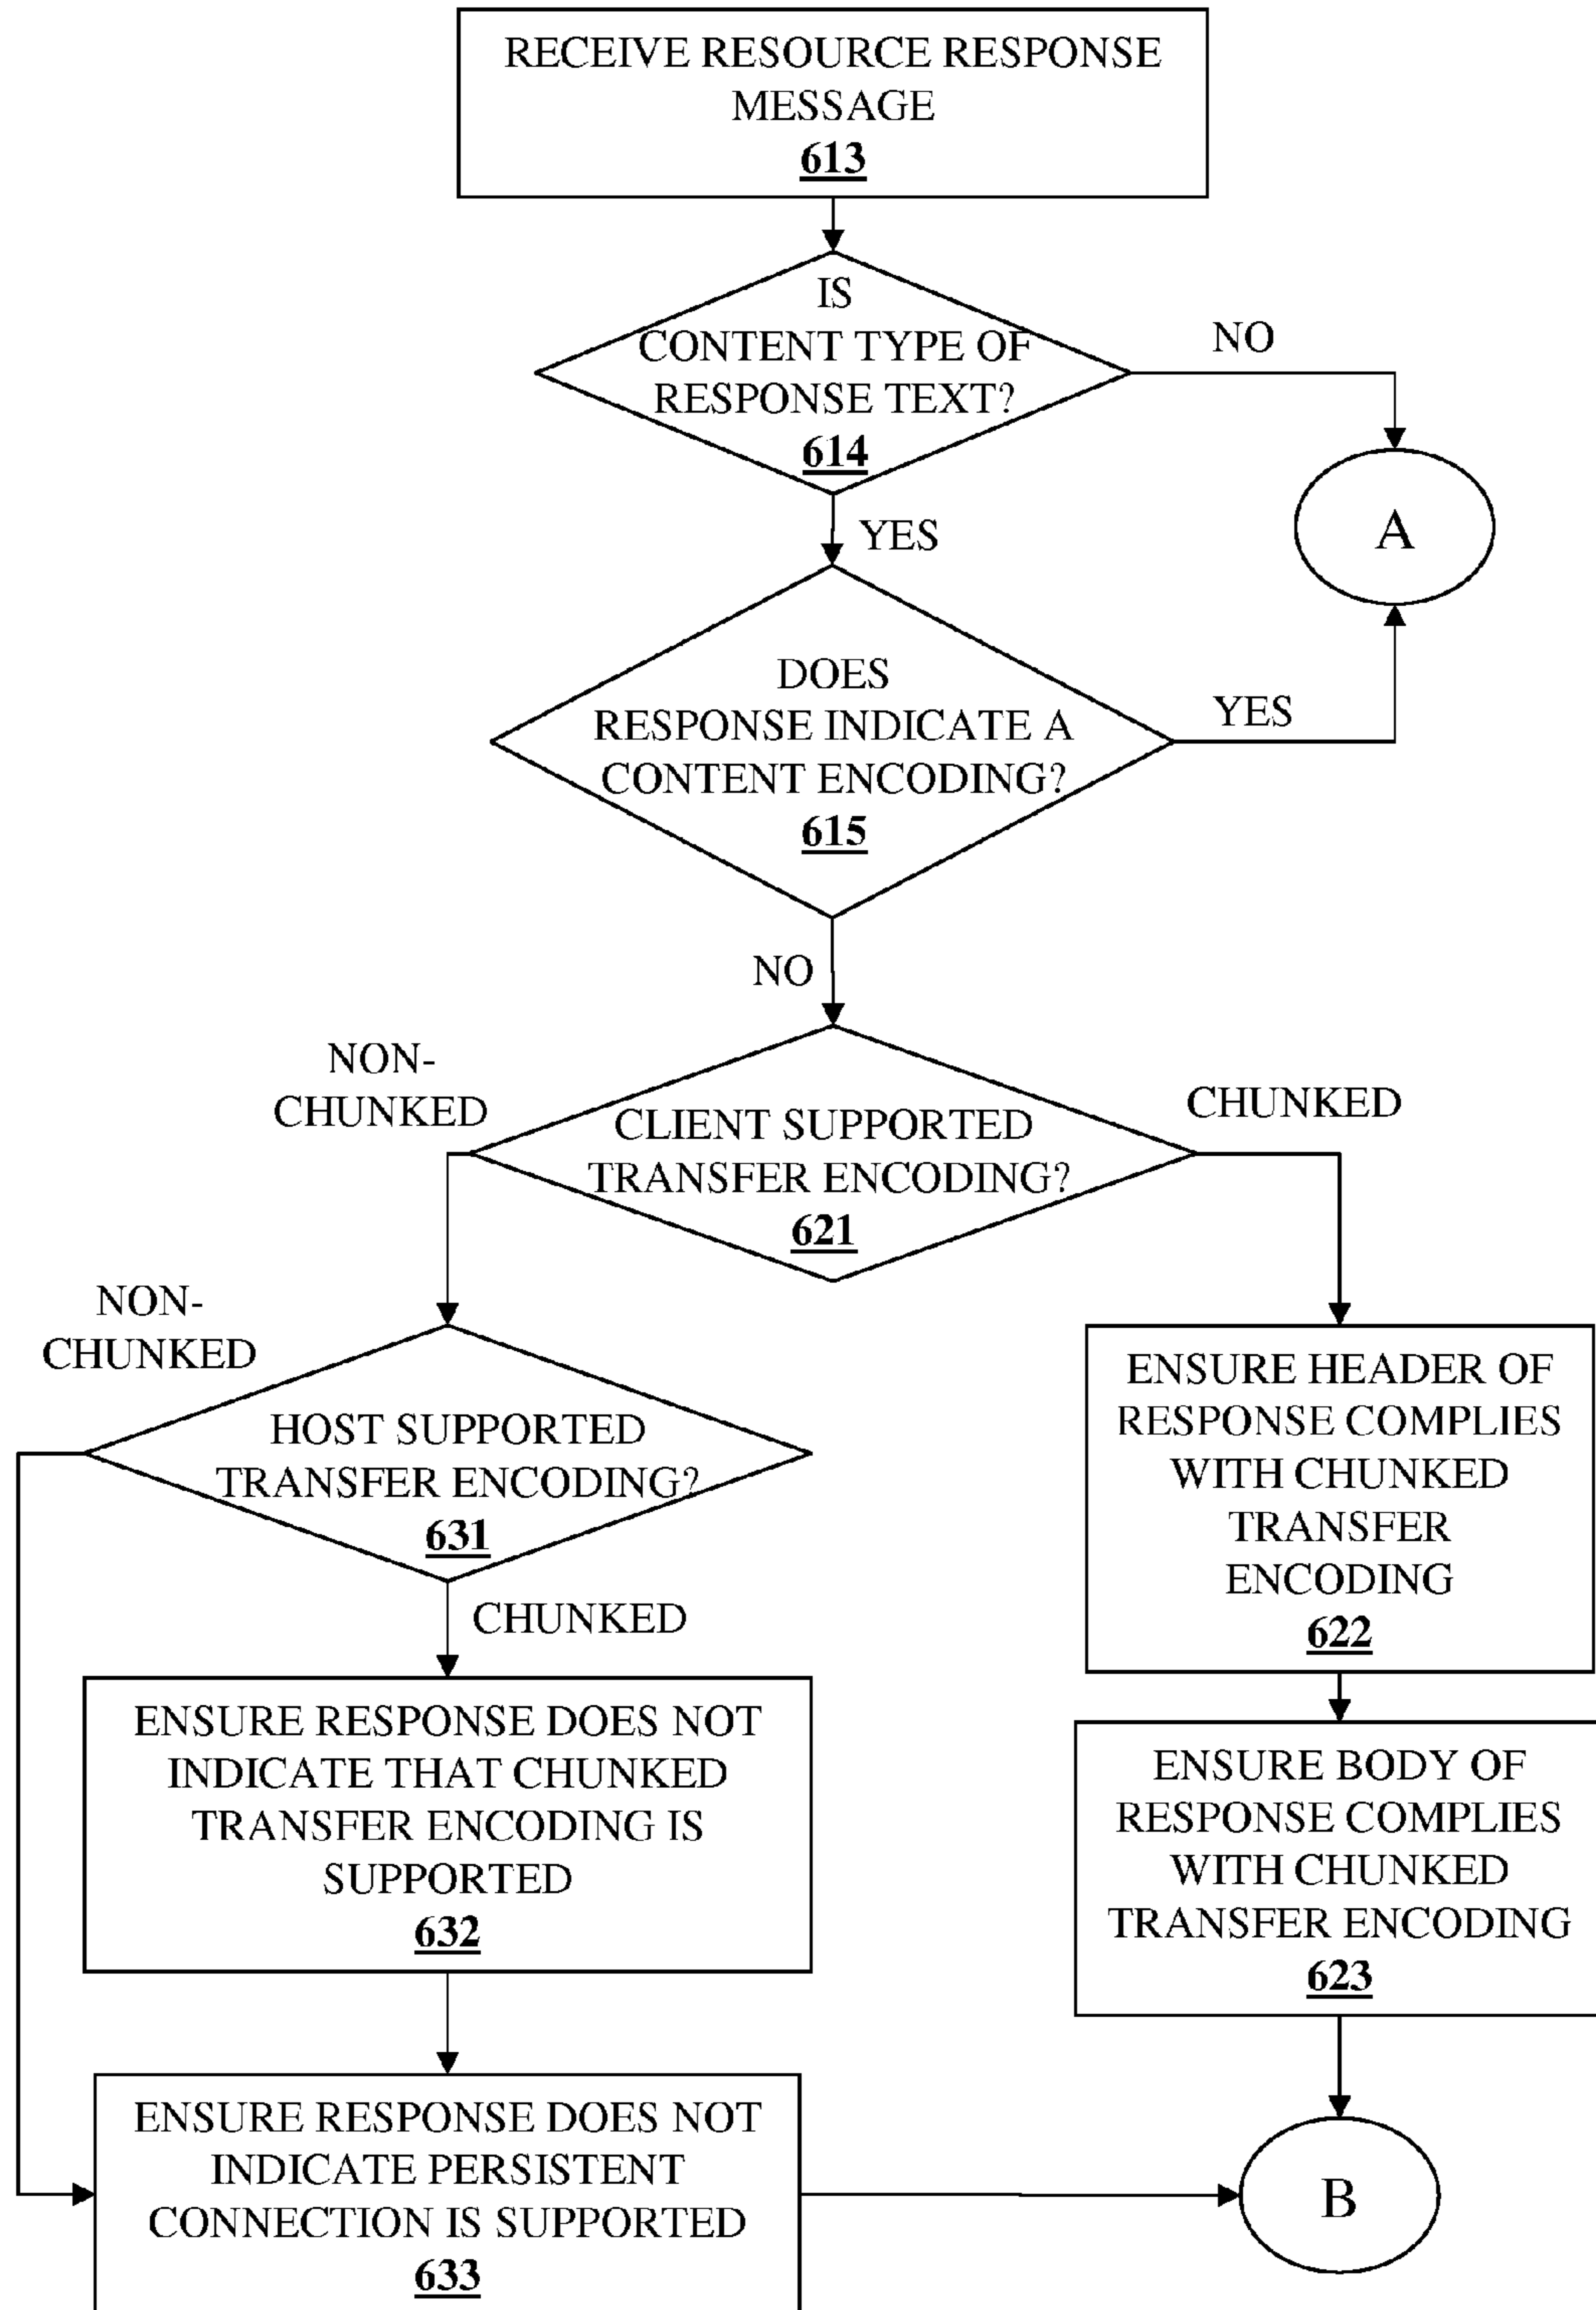 RECEIVE RESOURCE RESPONSE
MESSAGE
613
IS
CONTENT TYPE OF
RESPONSE TEXT?
614
NO
A
YES
DOES
RESPONSE INDICATE A
CONTENT ENCODING?
615
YES
NO
NON-
CHUNKED
CLIENT SUPPORTED
TRANSFER ENCODING?
621
CHUNKED
NON-
CHUNKED
HOST SUPPORTED
TRANSFER ENCODING?
631
CHUNKED
ENSURE HEADER OF
RESPONSE COMPLIES
WITH CHUNKED
TRANSFER
ENCODING
622
ENSURE RESPONSE DOES NOT
INDICATE THAT CHUNKED
TRANSFER ENCODING IS
SUPPORTED
632
ENSURE BODY OF
RESPONSE COMPLIES
WITH CHUNKED
TRANSFER ENCODING
623
ENSURE RESPONSE DOES NOT
INDICATE PERSISTENT
CONNECTION IS SUPPORTED
633
B